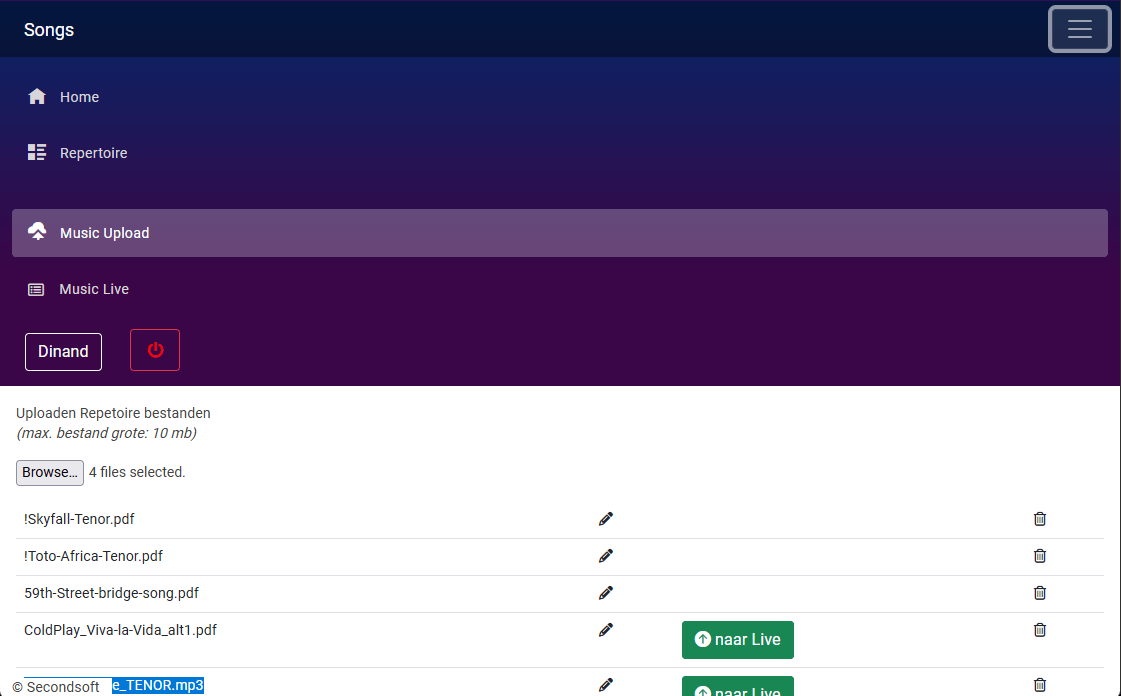 Songs
Home
Repertoire
Music Upload
Music Live
Dinand
Uploaden Repetoire bestanden
(max. bestand grote: 10 mb)
Browse... 4 files selected.
!Skyfall-Tenor.pdf
!Toto-Africa-Tenor.pdf
59th-Street-bridge-song.pdf
ColdPlay_Viva-la-Vida_alt1.pdf
naar Live
© Secondsoft e_TENOR.mp3
naar Live